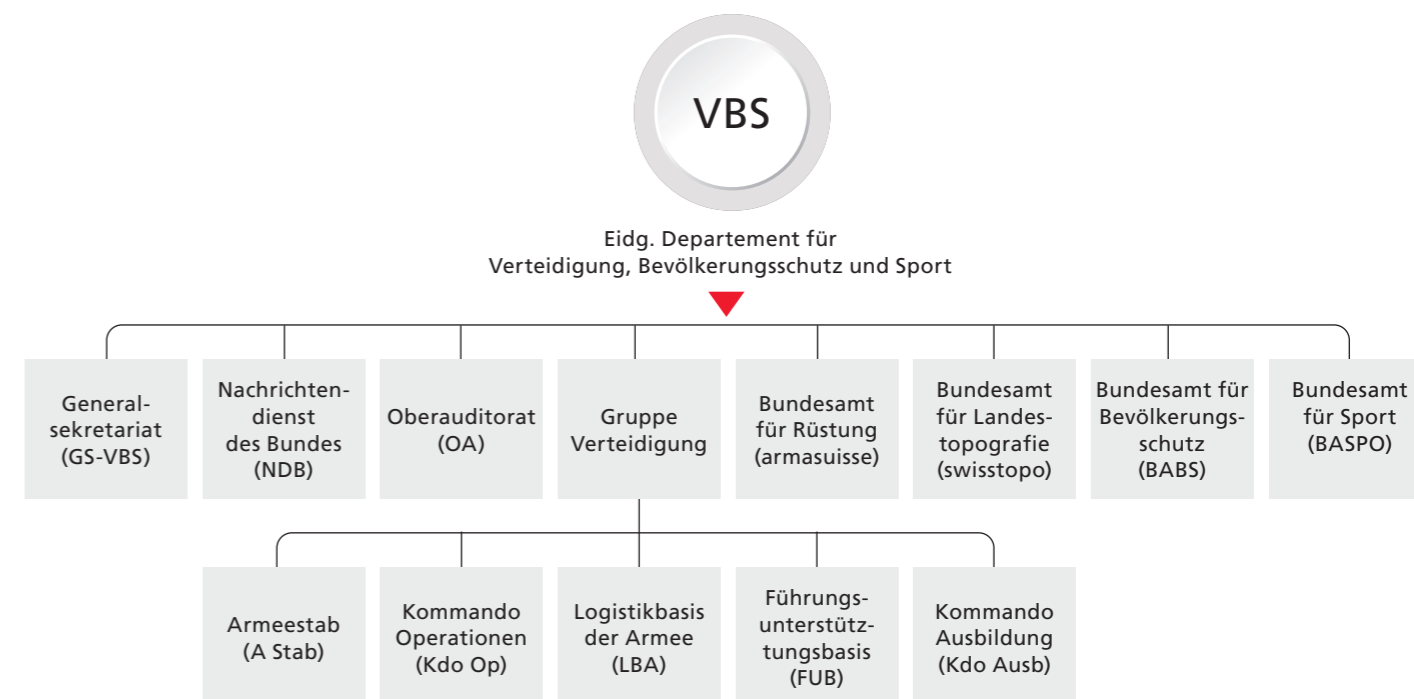 VBS
Eidg. Departement für
Verteidigung, Bevölkerungsschutz und Sport
General-
sekretariat
(GS-VBS)
Nachrichten-
dienst
des Bundes
(NDB)
Oberauditorat
(OA)
Gruppe
Verteidigung
Bundesamt
für Rüstung
(armasuisse)
Bundesamt
für Landes-
topografie
(swisstopo)
Bundesamt für
Bevölkerungs-
schutz
(BABS)
Bundesamt
für Sport
(BASPO)
Armeestab
(A Stab)
Kommando
Operationen
(Kdo Op)
Logistikbasis
der Armee
(LBA)
Führungs-
unterstütz-
tungsbasis
(FUB)
Kommando
Ausbildung
(Kdo Ausb)